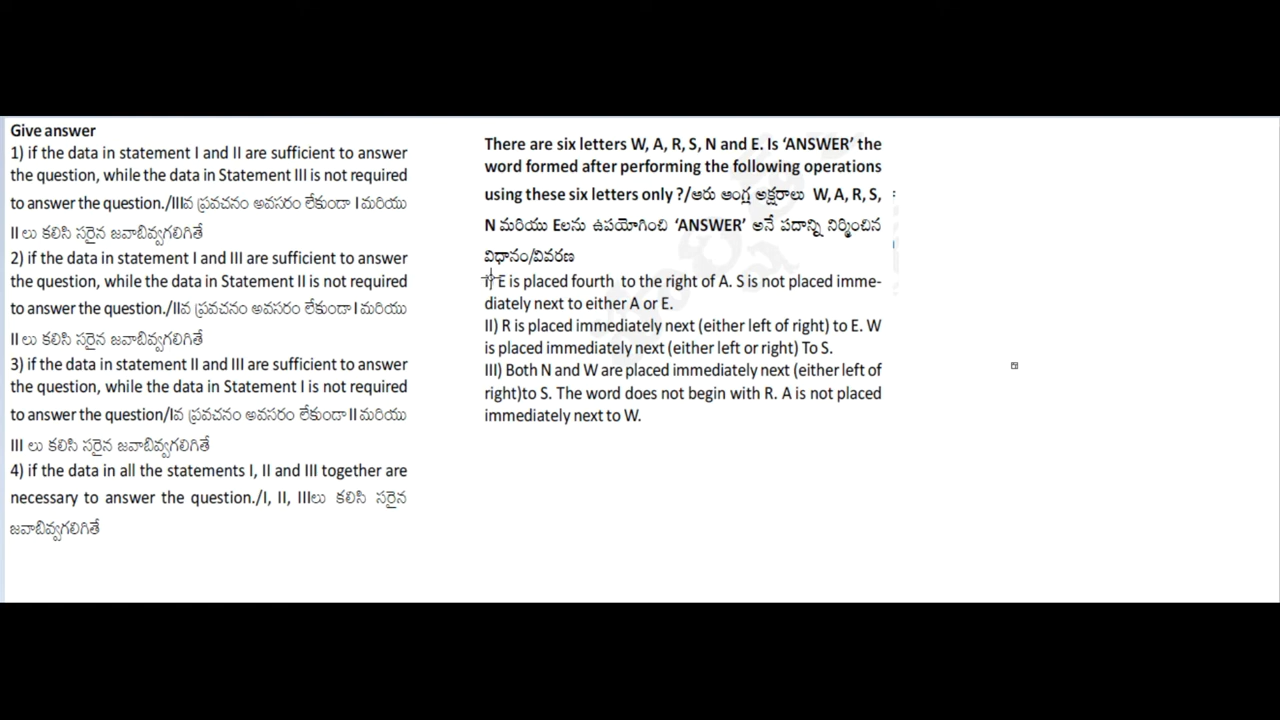 Give answer
1) if the data in statement I and II are sufficient to answer
the question, while the data in Statement III is not required
to answer the question./IIIవ ప్రవచనం అవసరం లేకుండా I మరియు
II లు కలిసి సరైన జవాబివ్వగలిగితే
2) if the data in statement I and III are sufficient to answer
the question, while the data in Statement II is not required
to answer the question./IIవ ప్రవచనం అవసరం లేకుండా I మరియు
II లు కలిసి సరైన జవాబివ్వగలిగితే
3) if the data in statement II and III are sufficient to answer
the question, while the data in Statement I is not required
to answer the question/Iవ ప్రవచనం అవసరం లేకుండా II మరియు
III లు కలిసి సరైన జవాబివ్వగలిగితే
4) if the data in all the statements I, II and III together are
necessary to answer the question./I, II, IIIలు కలిసి సరైన
జవాబివ్వగలిగితే
There are six letters W, A, R, S, N and E. Is ‘ANSWER’ the
word formed after performing the following operations
using these six letters only ?/ఆరు ఆంగ్ల అక్షరాలు W, A, R, S,
N మరియు Eలను ఉపయోగించి ‘ANSWER’ అనే పదాన్ని నిర్మించిన
విధానం/వివరణ
I) E is placed fourth to the right of A. S is not placed imme-
diately next to either A or E.
II) R is placed immediately next (either left of right) to E. W
is placed immediately next (either left or right) To S.
III) Both N and W are placed immediately next (either left of
right)to S. The word does not begin with R. A is not placed
immediately next to W.